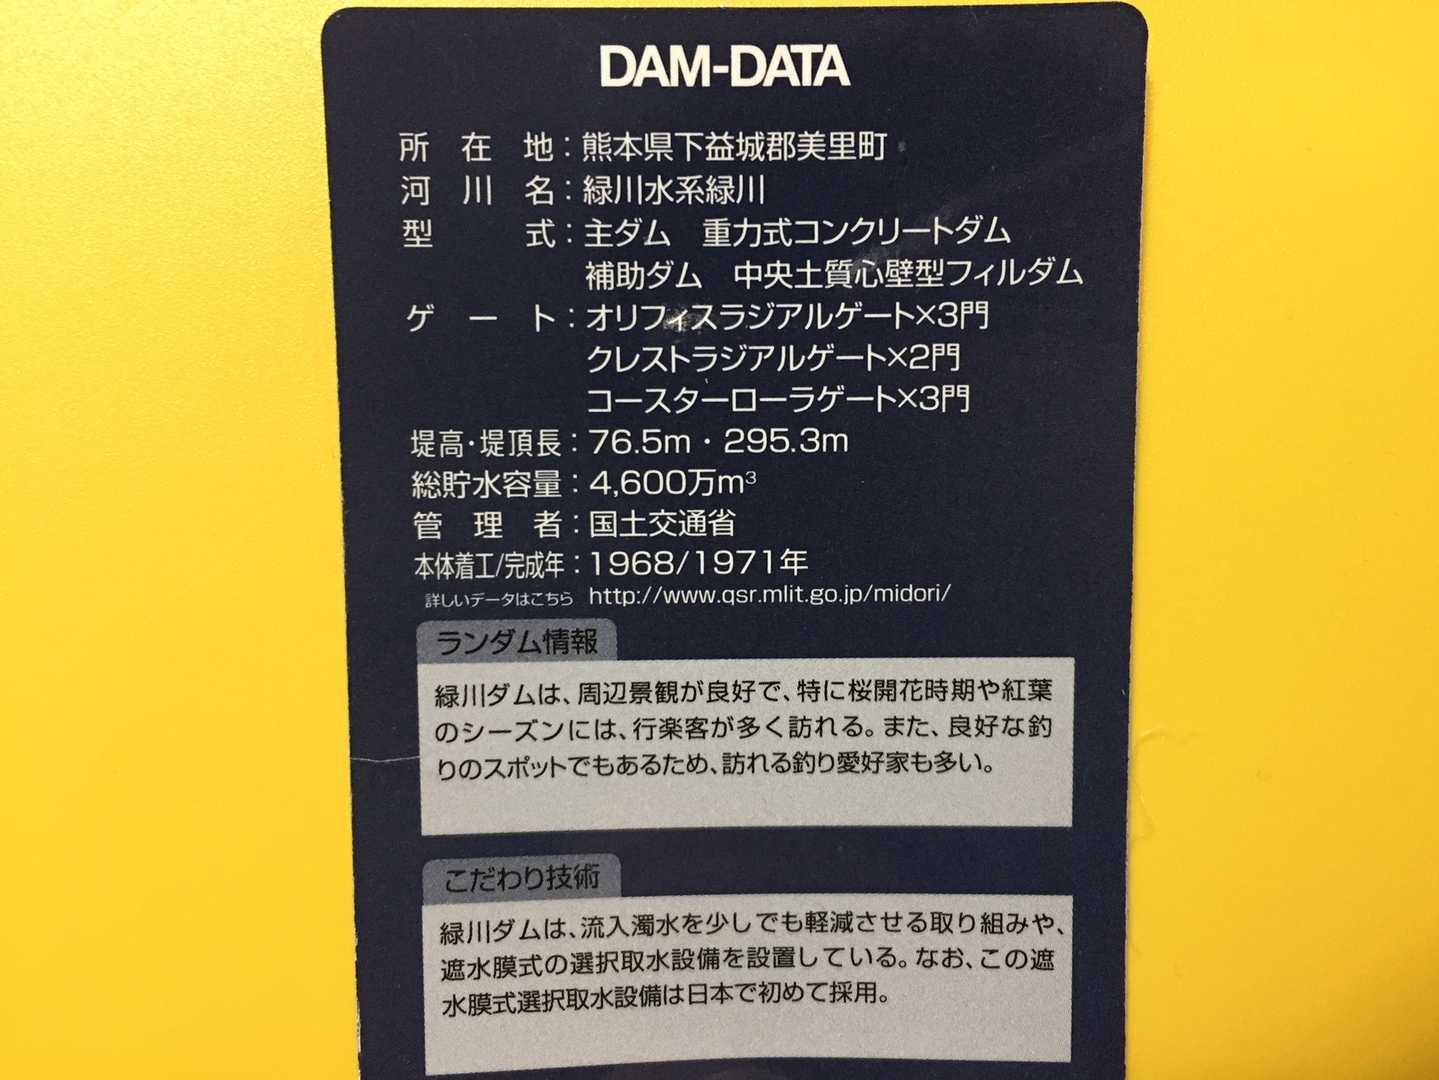 DAM-DATA
所在地：熊本県下益城郡美里町
河川名：緑川水系緑川
型式：主ダム　重力式コンクリートダム
補助ダム　中央土質心壁型フィルダム
ゲート：オリフィスラジアルゲート×3門
クレストラジアルゲート×2門
コースターローラゲート×3門
堤高・堤頂長：76.5m・295.3m
総貯水容量：4,600万m³
管理者：国土交通省
本体着工/完成年：1968/1971年
詳しいデータはこちら http://www.qsr.mlit.go.jp/midori/
ランダム情報
緑川ダムは、周辺景観が良好で、特に桜開花時期や紅葉
のシーズンには、行楽客が多く訪れる。また、良好な釣
りのスポットでもあるため、訪れる釣り愛好家も多い。
こだわり技術
緑川ダムは、流入濁水を少しでも軽減させる取り組みや、
遮水膜式の選択取水設備を設置している。なお、この遮
水膜式選択取水設備は日本で初めて採用。